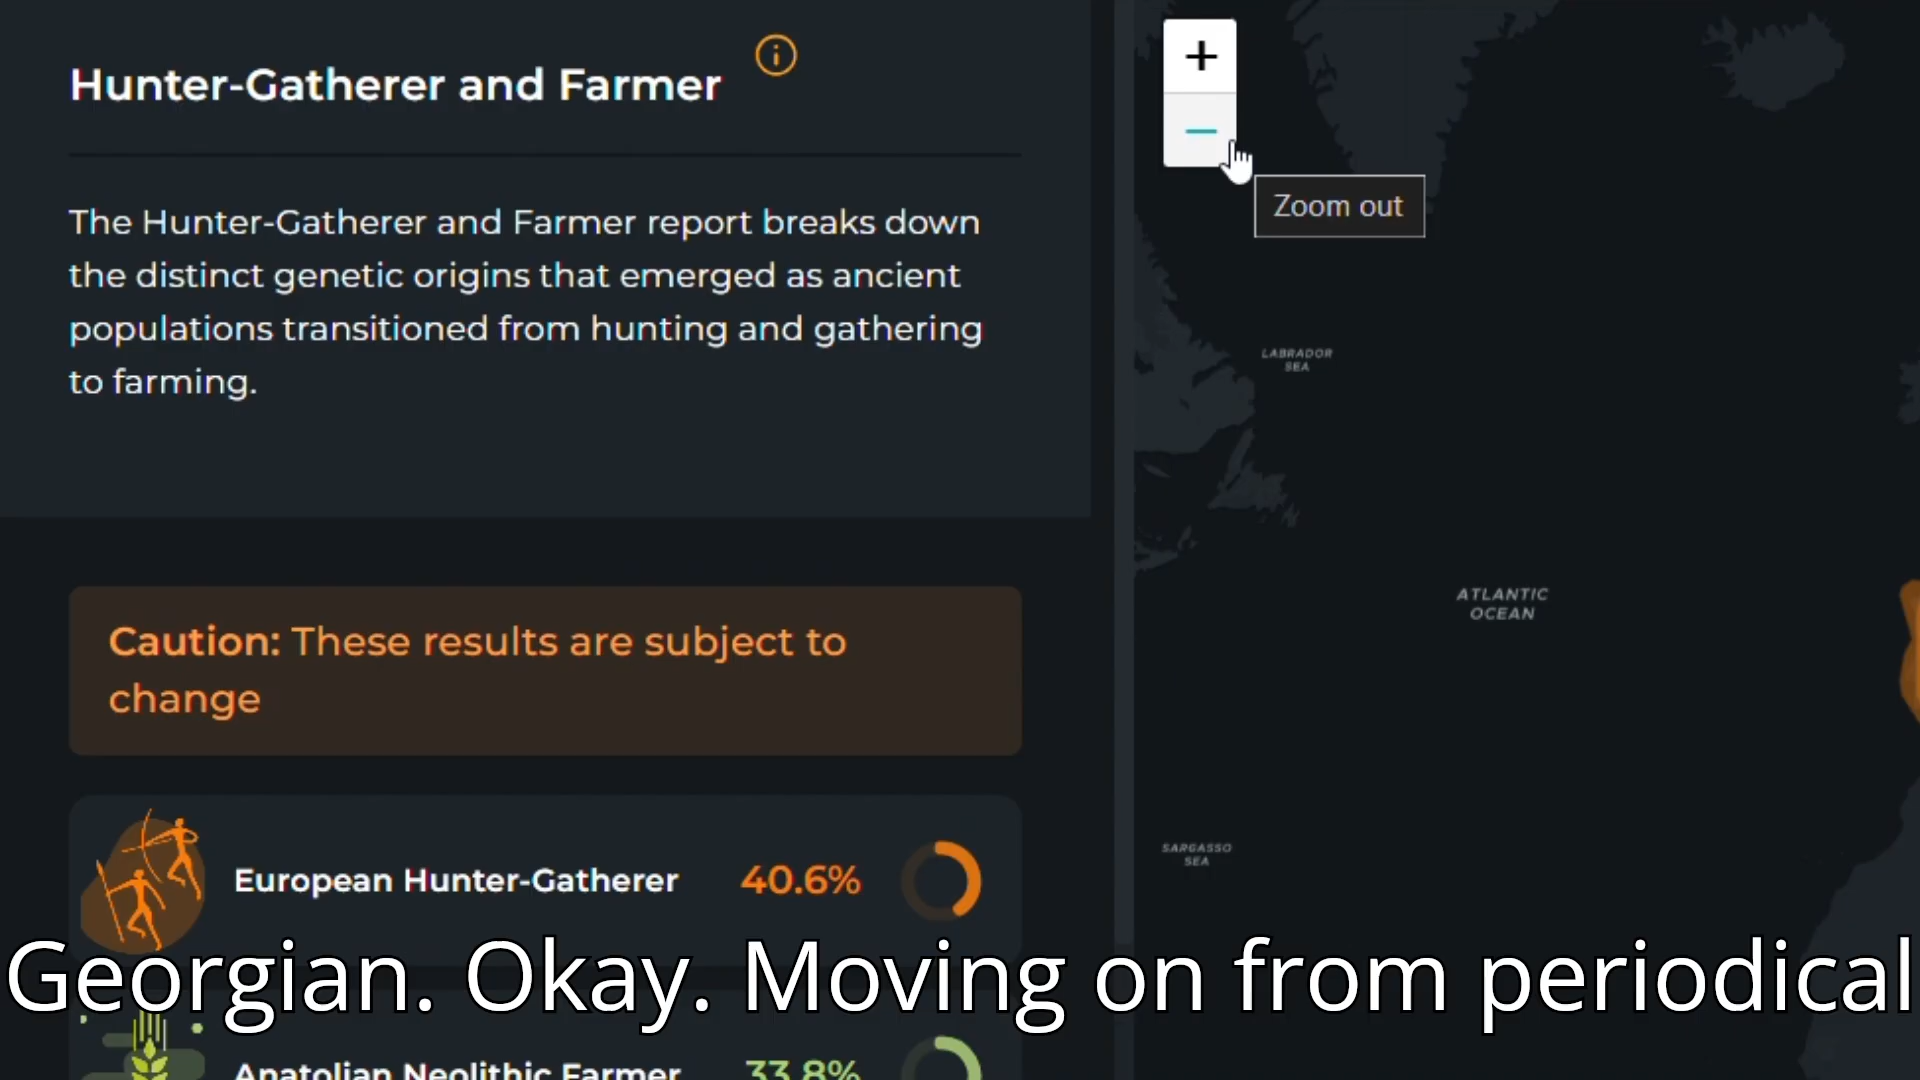 Hunter-Gatherer and Farmer
The Hunter-Gatherer and Farmer report breaks down
the distinct genetic origins that emerged as ancient
populations transitioned from hunting and gathering
to farming.
Caution: These results are subject to
change
European Hunter-Gatherer 40.6%
Georgian. Okay. Moving on from periodical
Anatolian Neolithic Farmer 33.8%
+
−
Zoom out
LABRADOR
SEA
ATLANTIC
OCEAN
SARGASSO
SEA